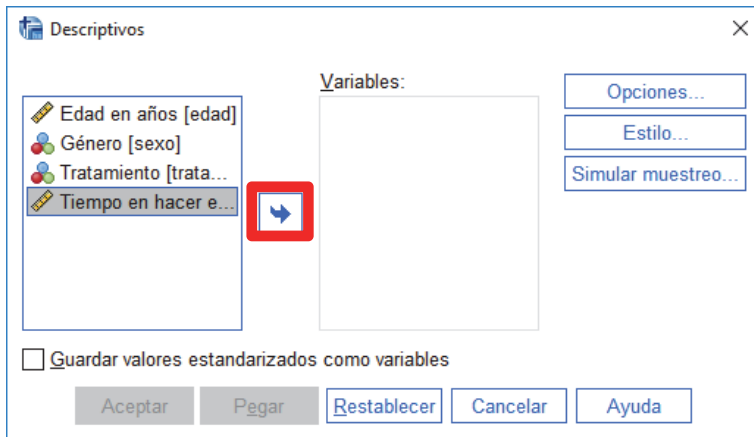 Descriptivos
Variables:
Edad en años [edad]
Género [sexo]
Tratamiento [trata...
Tiempo en hacer e...
Opciones...
Estilo...
Simular muestreo...
Guardar valores estandarizados como variables
Aceptar Pegar Restablecer Cancelar Ayuda